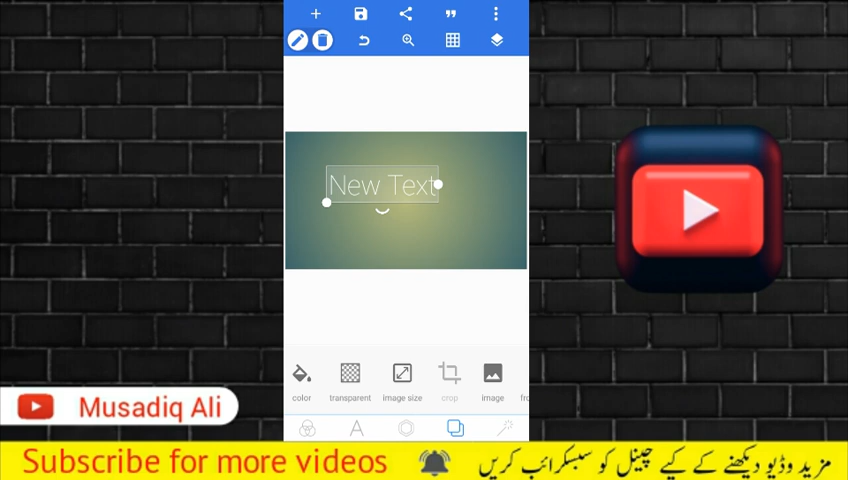 New Text
color transparent image size crop image fr
Musadiq Ali
Subscribe for more videos
مزید وڈیو دیکھنے کے لیے چینل کو سبسکرائب کریں